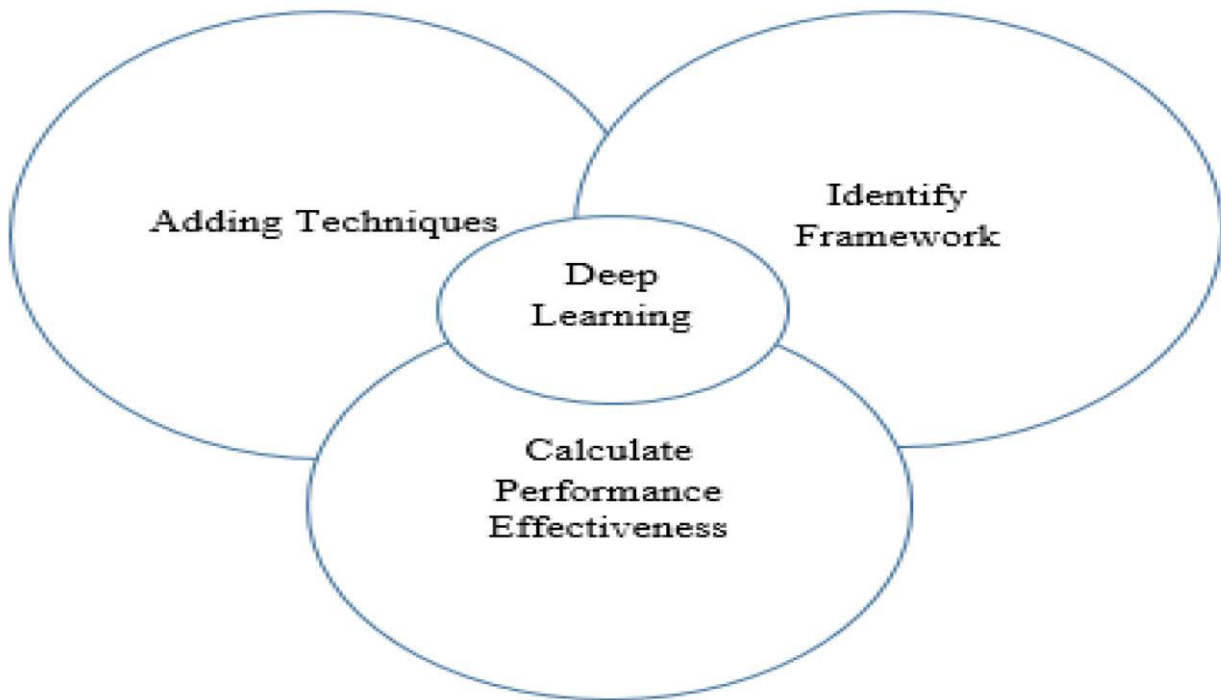 Adding Techniques
Identify
Framework
Deep
Learning
Calculate
Performance
Effectiveness